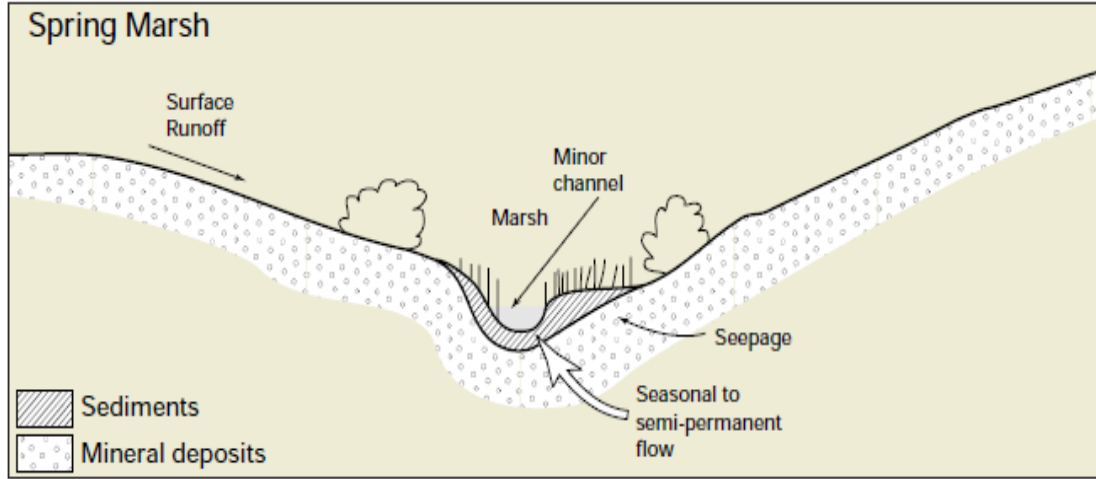 Spring Marsh
Surface
Runoff
Minor
channel
Marsh
Seepage
Seasonal to
semi-permanent
flow
Sediments
Mineral deposits